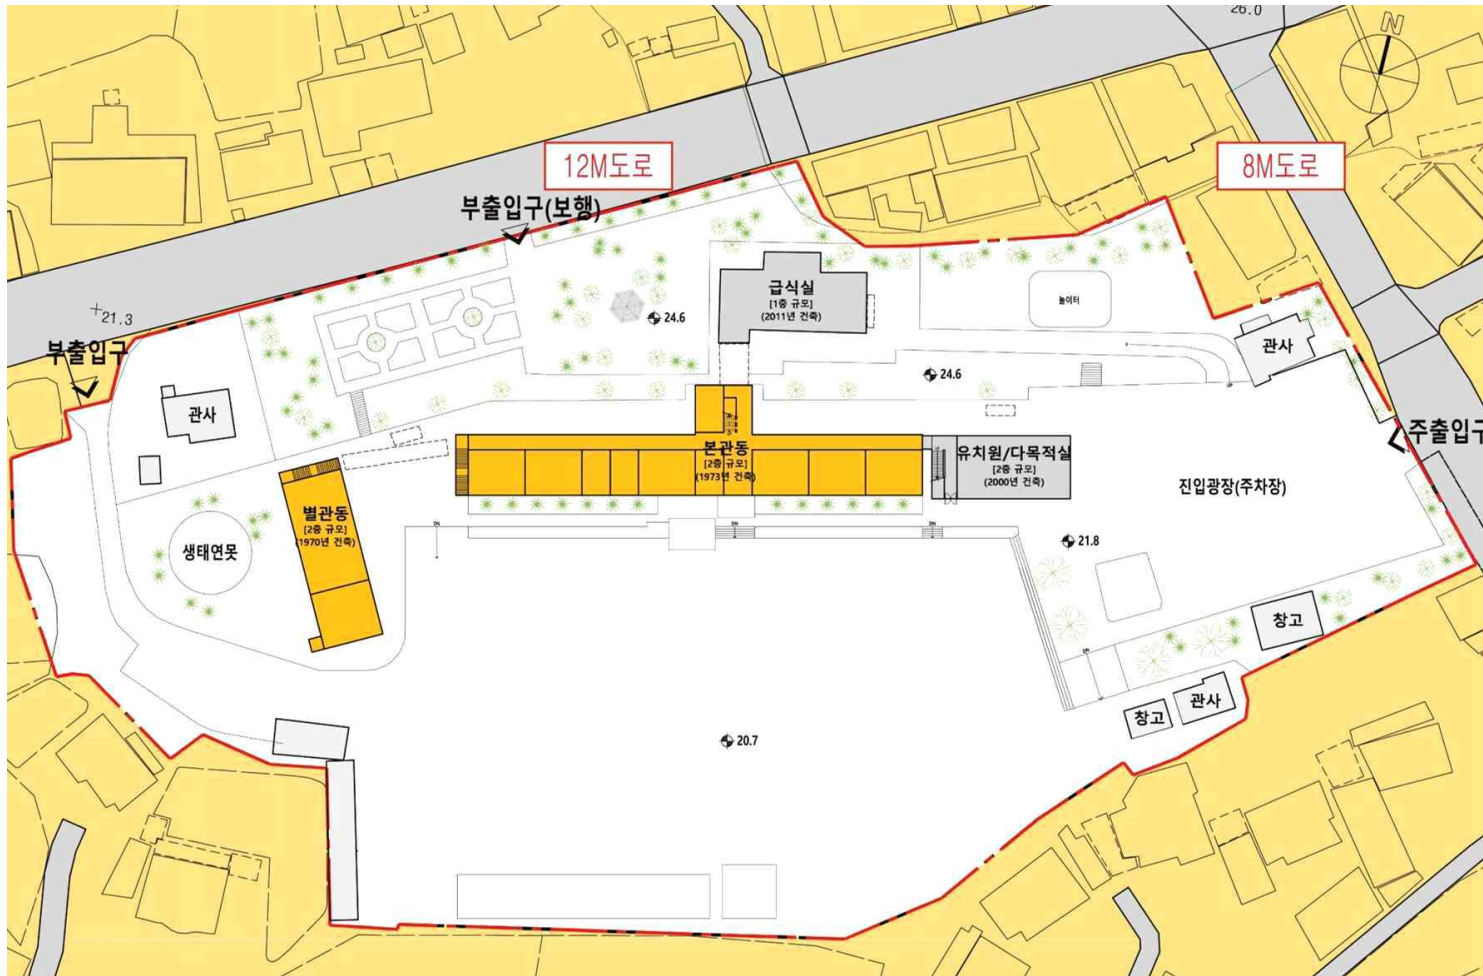 26.0
N
12M도로
8M도로
부출입구(보행)
21.3
부출입구
급식실
[1층 규모]
(2011년 건축)
놀이터
24.6
관사
24.6
관사
주출입구
본관동
[2층 규모]
(1973년 건축)
유치원/다목적실
[2층 규모]
(2000년 건축)
진입광장(주차장)
별관동
[2층 규모]
(1970년 건축)
생태연못
DN
DN
DN
21.8
창고
DN
관사
창고
20.7